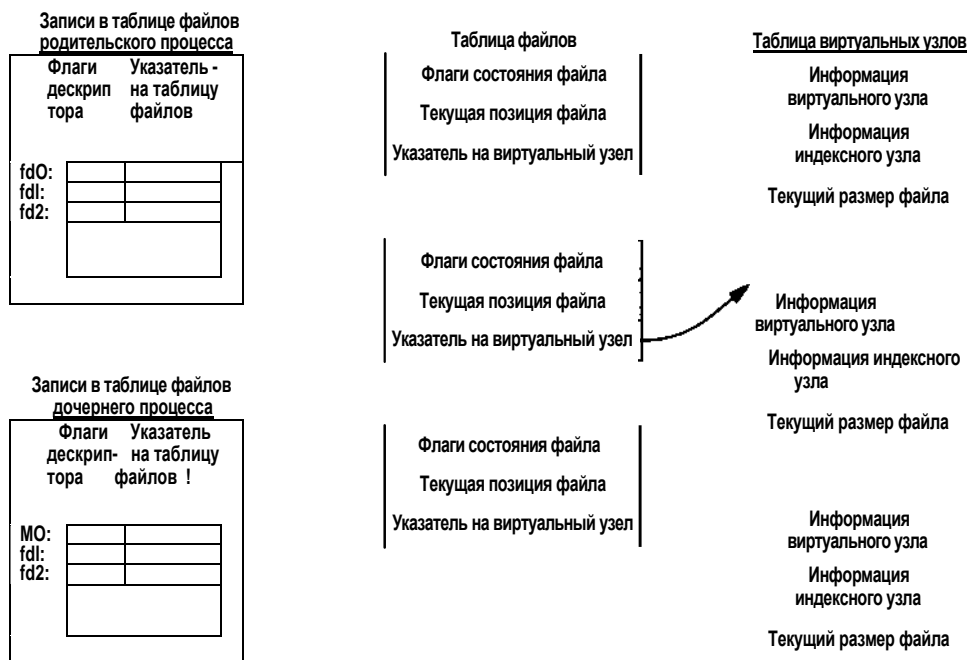 Записи в таблице файлов
родительского процесса
Флаги Указатель -
дескрип на таблицу
тора файлов
fdO:
fdl:
fd2:
Записи в таблице файлов
дочернего процесса
Флаги Указатель
дескрип- на таблицу
тора файлов !
MO:
fdl:
fd2:
Таблица файлов
Флаги состояния файла
Текущая позиция файла
Указатель на виртуальный узел
Флаги состояния файла
Текущая позиция файла
Указатель на виртуальный узел
Флаги состояния файла
Текущая позиция файла
Указатель на виртуальный узел
Таблица виртуальных узлов
Информация
виртуального узла
Информация
индексного узла
Текущий размер файла
Информация
виртуального узла
Информация индексного
узла
Текущий размер файла
Информация
виртуального узла
Информация
индексного узла
Текущий размер файла